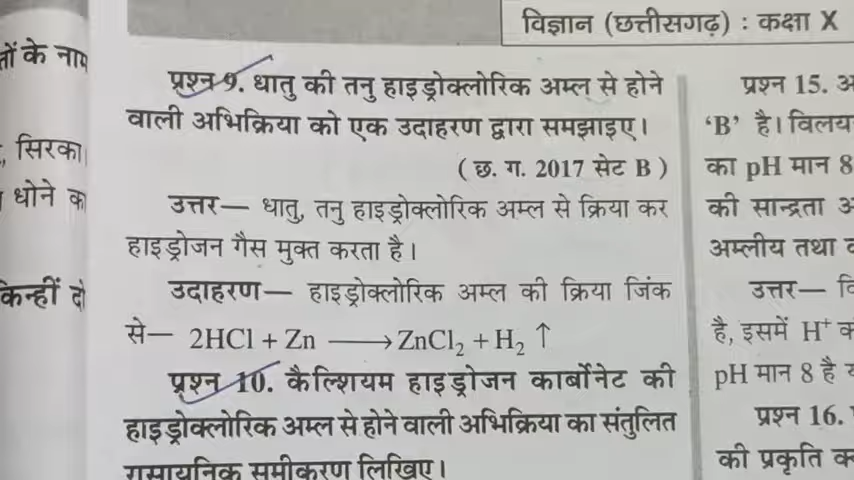 विज्ञान (छत्तीसगढ़) : कक्षा X
तों के नाम
सिरका
धोने का
किन्हीं दो
प्रश्न 9. धातु की तनु हाइड्रोक्लोरिक अम्ल से होने
वाली अभिक्रिया को एक उदाहरण द्वारा समझाइए।
( छ. ग. 2017 सेट B )
उत्तर— धातु, तनु हाइड्रोक्लोरिक अम्ल से क्रिया कर
हाइड्रोजन गैस मुक्त करता है।
उदाहरण— हाइड्रोक्लोरिक अम्ल की क्रिया जिंक
से— 2HCl + Zn ⟶ ZnCl₂ + H₂ ↑
प्रश्न 10. कैल्शियम हाइड्रोजन कार्बोनेट की
हाइड्रोक्लोरिक अम्ल से होने वाली अभिक्रिया का संतुलित
रासायनिक समीकरण लिखिए।
प्रश्न 15.
‘B’ है। विलय
का pH मान 8
की सान्द्रता
अम्लीय तथा
उत्तर—
है, इसमें H⁺
pH मान 8 है
प्रश्न 16.
की प्रकृति